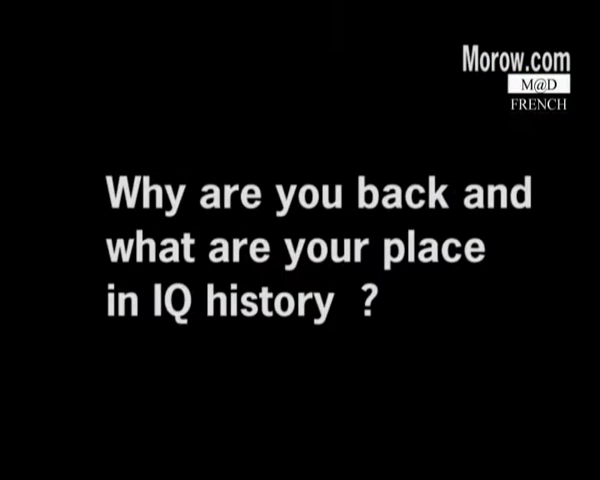 Morow.com
M@D
FRENCH
Why are you back and
what are your place
in IQ history ?